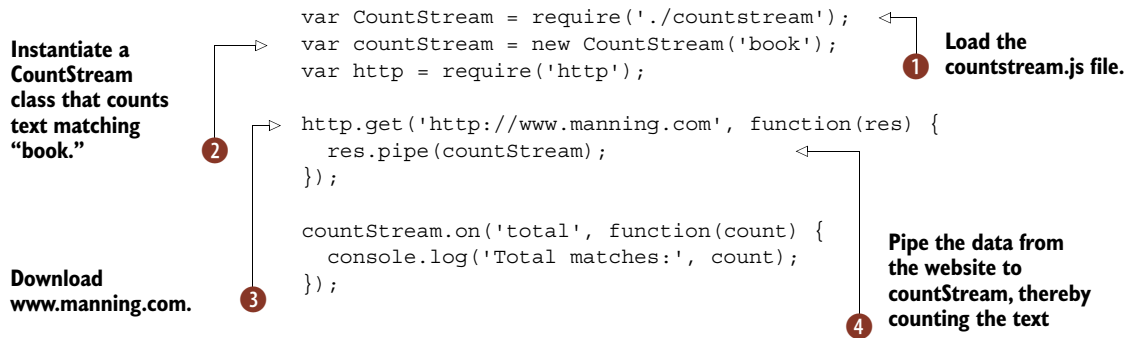 var CountStream = require('./countstream');
var countStream = new CountStream('book');
var http = require('http');
http.get('http://www.manning.com', function(res) {
res.pipe(countStream);
});
countStream.on('total', function(count) {
console.log('Total matches:', count);
});
Load the
countstream.js file.
1
Instantiate a
CountStream
class that counts
text matching
“book.”
2
Download
www.manning.com.
3
Pipe the data from
the website to
countStream, thereby
counting the text
4